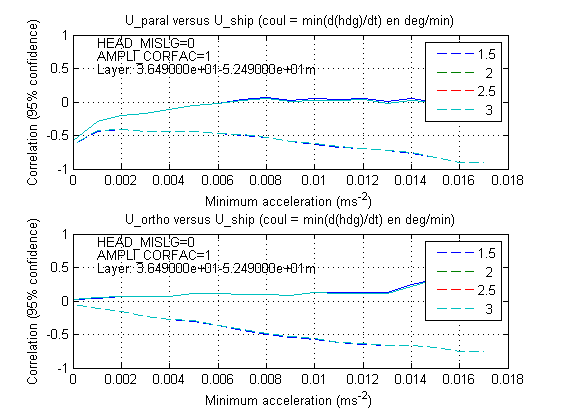 U_paral versus U_ship (coul = min(d(hdg)/dt) en deg/min)
1
0.5
0
-0.5
-1
Correlation (95% confidence)
HEAD_MISLG=0
AMPLI_CORFAC=1
Layer: 3.649000e+01-5.249000e+01m
1.5
2
2.5
3
0 0.002 0.004 0.006 0.008 0.01 0.012 0.014 0.016 0.018
Minimum acceleration (ms-2)
U_ortho versus U_ship (coul = min(d(hdg)/dt) en deg/min)
1
0.5
0
-0.5
-1
Correlation (95% confidence)
HEAD_MISLG=0
AMPLI_CORFAC=1
Layer: 3.649000e+01-5.249000e+01m
1.5
2
2.5
3
0 0.002 0.004 0.006 0.008 0.01 0.012 0.014 0.016 0.018
Minimum acceleration (ms-2)